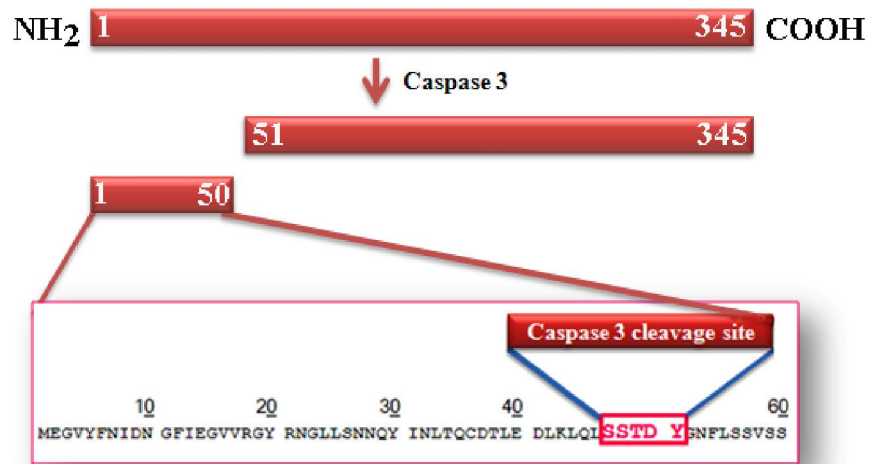 NH2 1 345 COOH
Caspase 3
51 345
1 50
Caspase 3 cleavage site
10 20 30 40 60
MEGVYFNIDN GFIEGVVRGY RNGLLSNNQY INLTQCDTLE DLKLQLSSTD YGNFLSSVSS